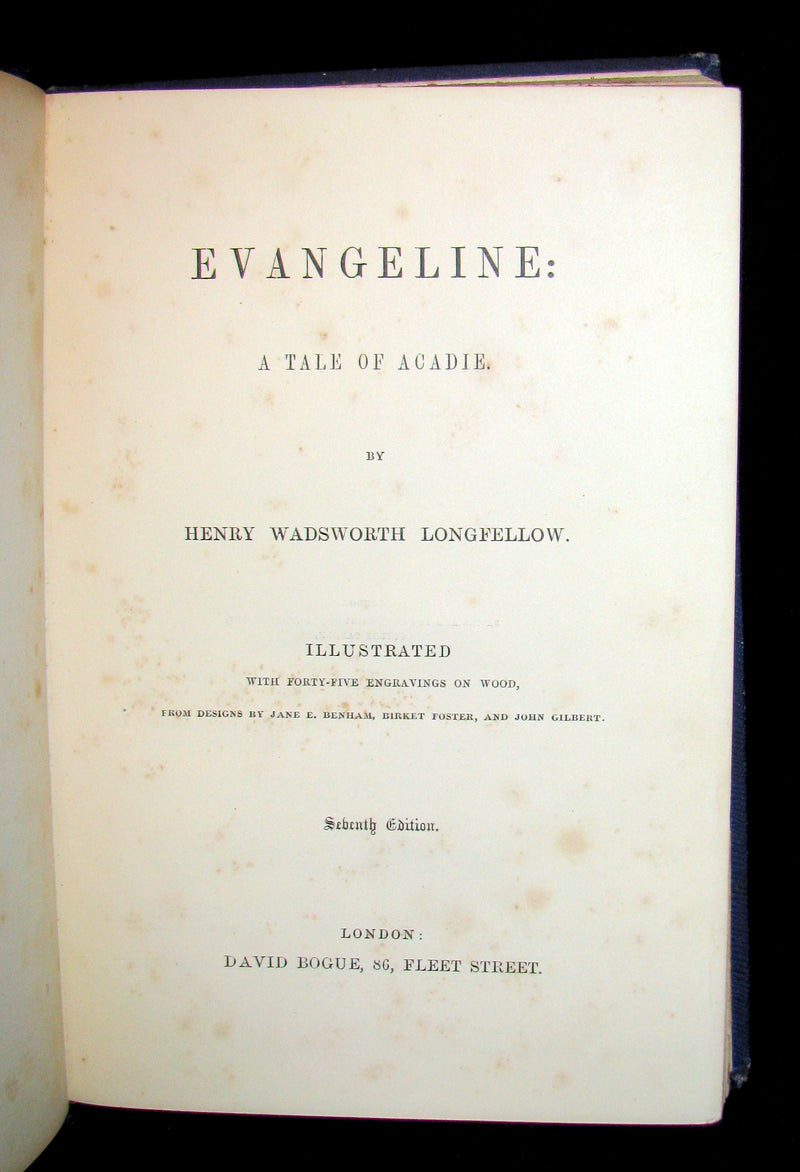 EVANGELINE:
A TALE OF ACADIE.
BY
HENRY WADSWORTH LONGFELLOW.
ILLUSTRATED
WITH FORTY-FIVE ENGRAVINGS ON WOOD,
FROM DESIGNS BY JANE E. BENHAM, BIRKET FOSTER, AND JOHN GILBERT.
Seventh Edition.
LONDON:
DAVID BOGUE, 86, FLEET STREET.